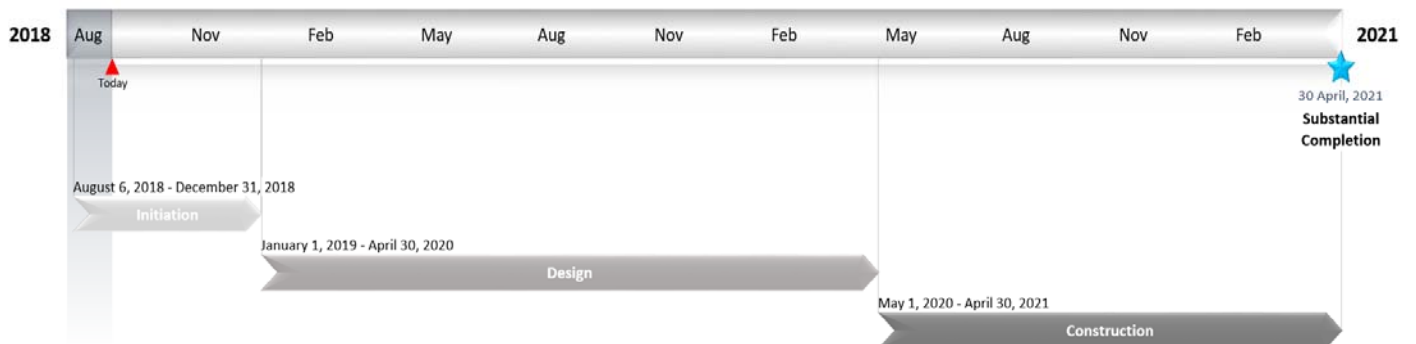 2018 Aug Nov Feb May Aug Nov Feb May Aug Nov Feb 2021
Today
30 April, 2021
Substantial
Completion
August 6, 2018 - December 31, 2018
Initiation
January 1, 2019 - April 30, 2020
Design
May 1, 2020 - April 30, 2021
Construction